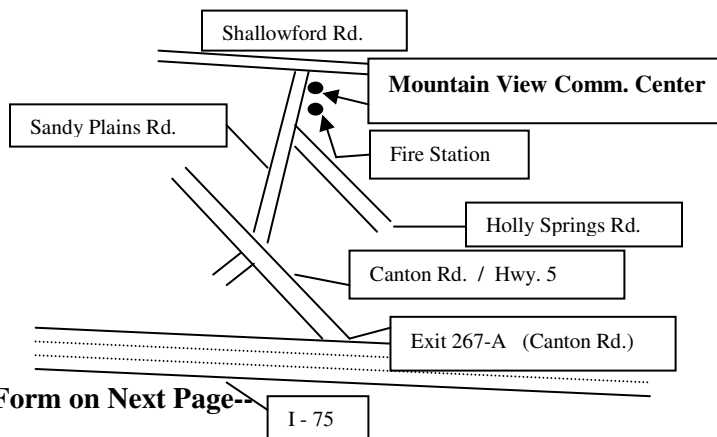 Shallowford Rd.
Mountain View Comm. Center
Sandy Plains Rd.
Fire Station
Holly Springs Rd.
Canton Rd. / Hwy. 5
Exit 267-A (Canton Rd.)
Form on Next Page--
I - 75